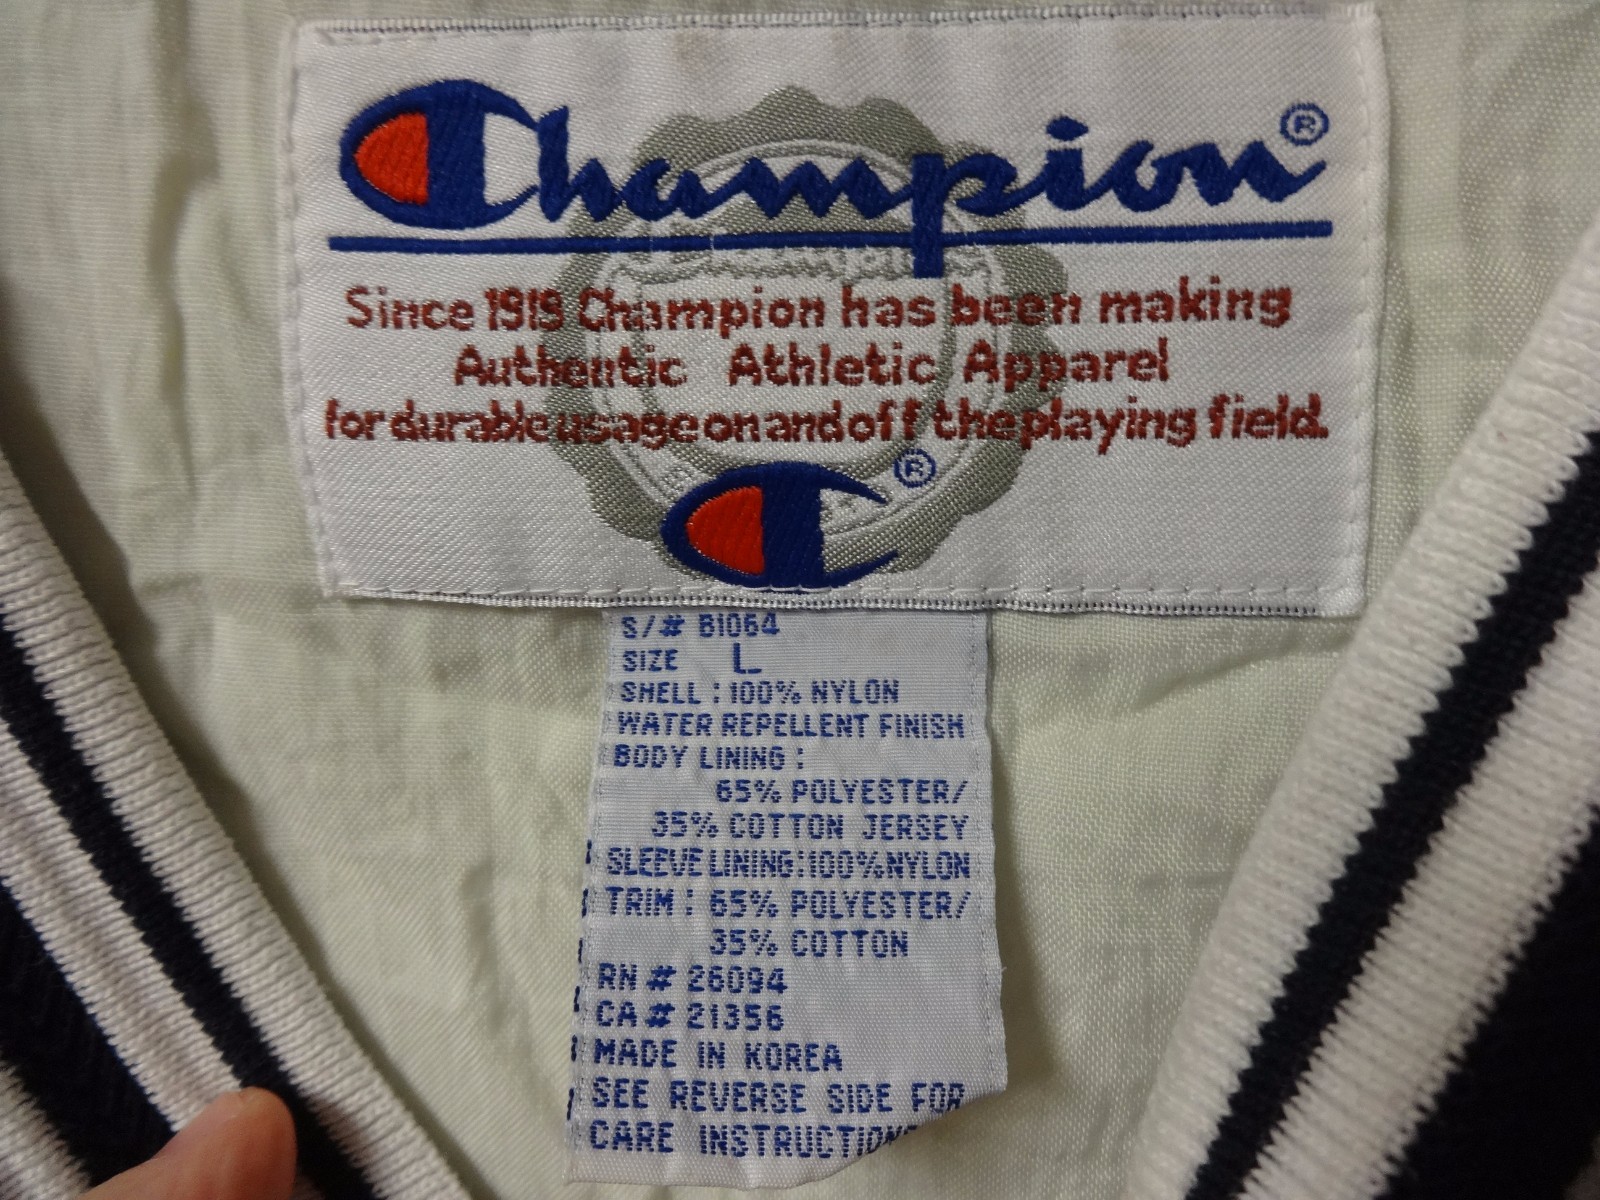 Champion®
Since 1919 Champion has been making
Authentic Athletic Apparel
for durable usage on and off the playing field.
Champion
®
S/# B1064
SIZE L
SHELL : 100% NYLON
WATER REPELLENT FINISH
BODY LINING :
65% POLYESTER/
35% COTTON JERSEY
SLEEVE LINING:100%NYLON
TRIM : 65% POLYESTER/
35% COTTON
RN # 26094
CA # 21356
MADE IN KOREA
SEE REVERSE SIDE FOR
CARE INSTRUCTIONS